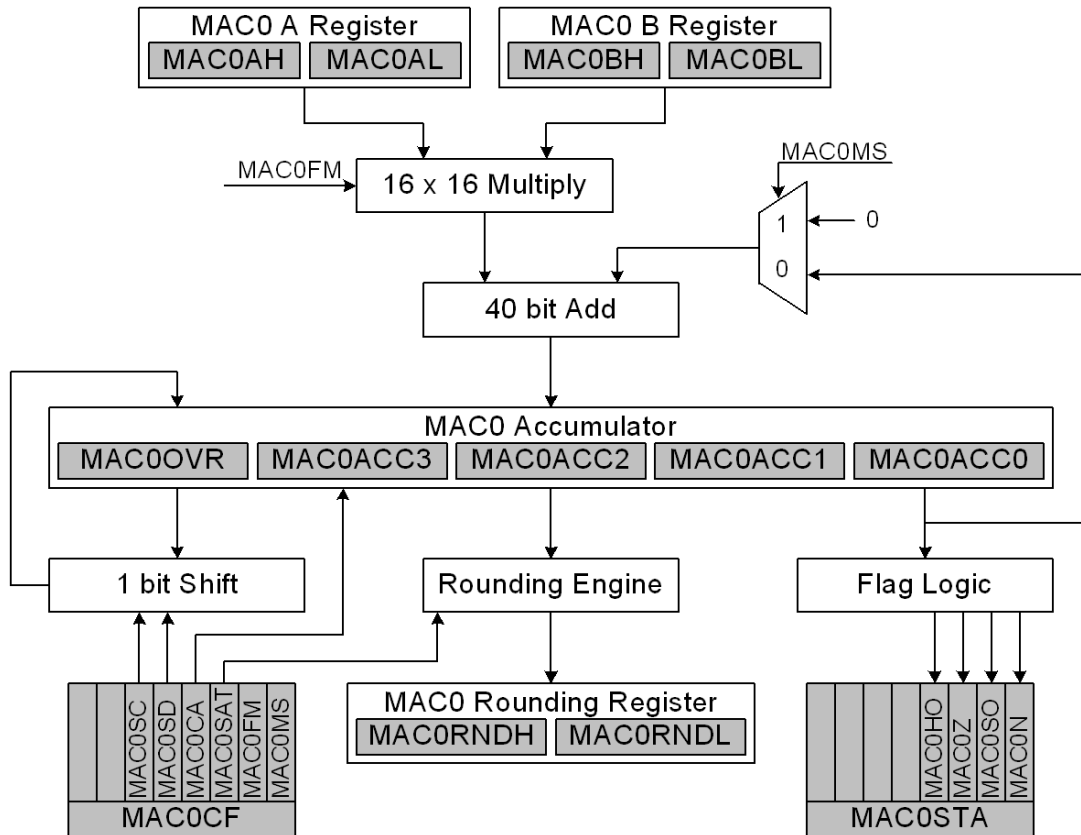 MAC0 A Register
MAC0AH MAC0AL
MAC0 B Register
MAC0BH MAC0BL
MAC0FM
16 x 16 Multiply
MAC0MS
1
0
0
40 bit Add
MAC0 Accumulator
MAC0OVR MAC0ACC3 MAC0ACC2 MAC0ACC1 MAC0ACC0
1 bit Shift
Rounding Engine
Flag Logic
MAC0SC
MAC0SD
MAC0CA
MAC0SAT
MAC0FM
MAC0MS
MAC0CF
MAC0 Rounding Register
MAC0RNDH MAC0RNDL
MAC0HO
MAC0Z
MAC0SO
MAC0N
MAC0STA